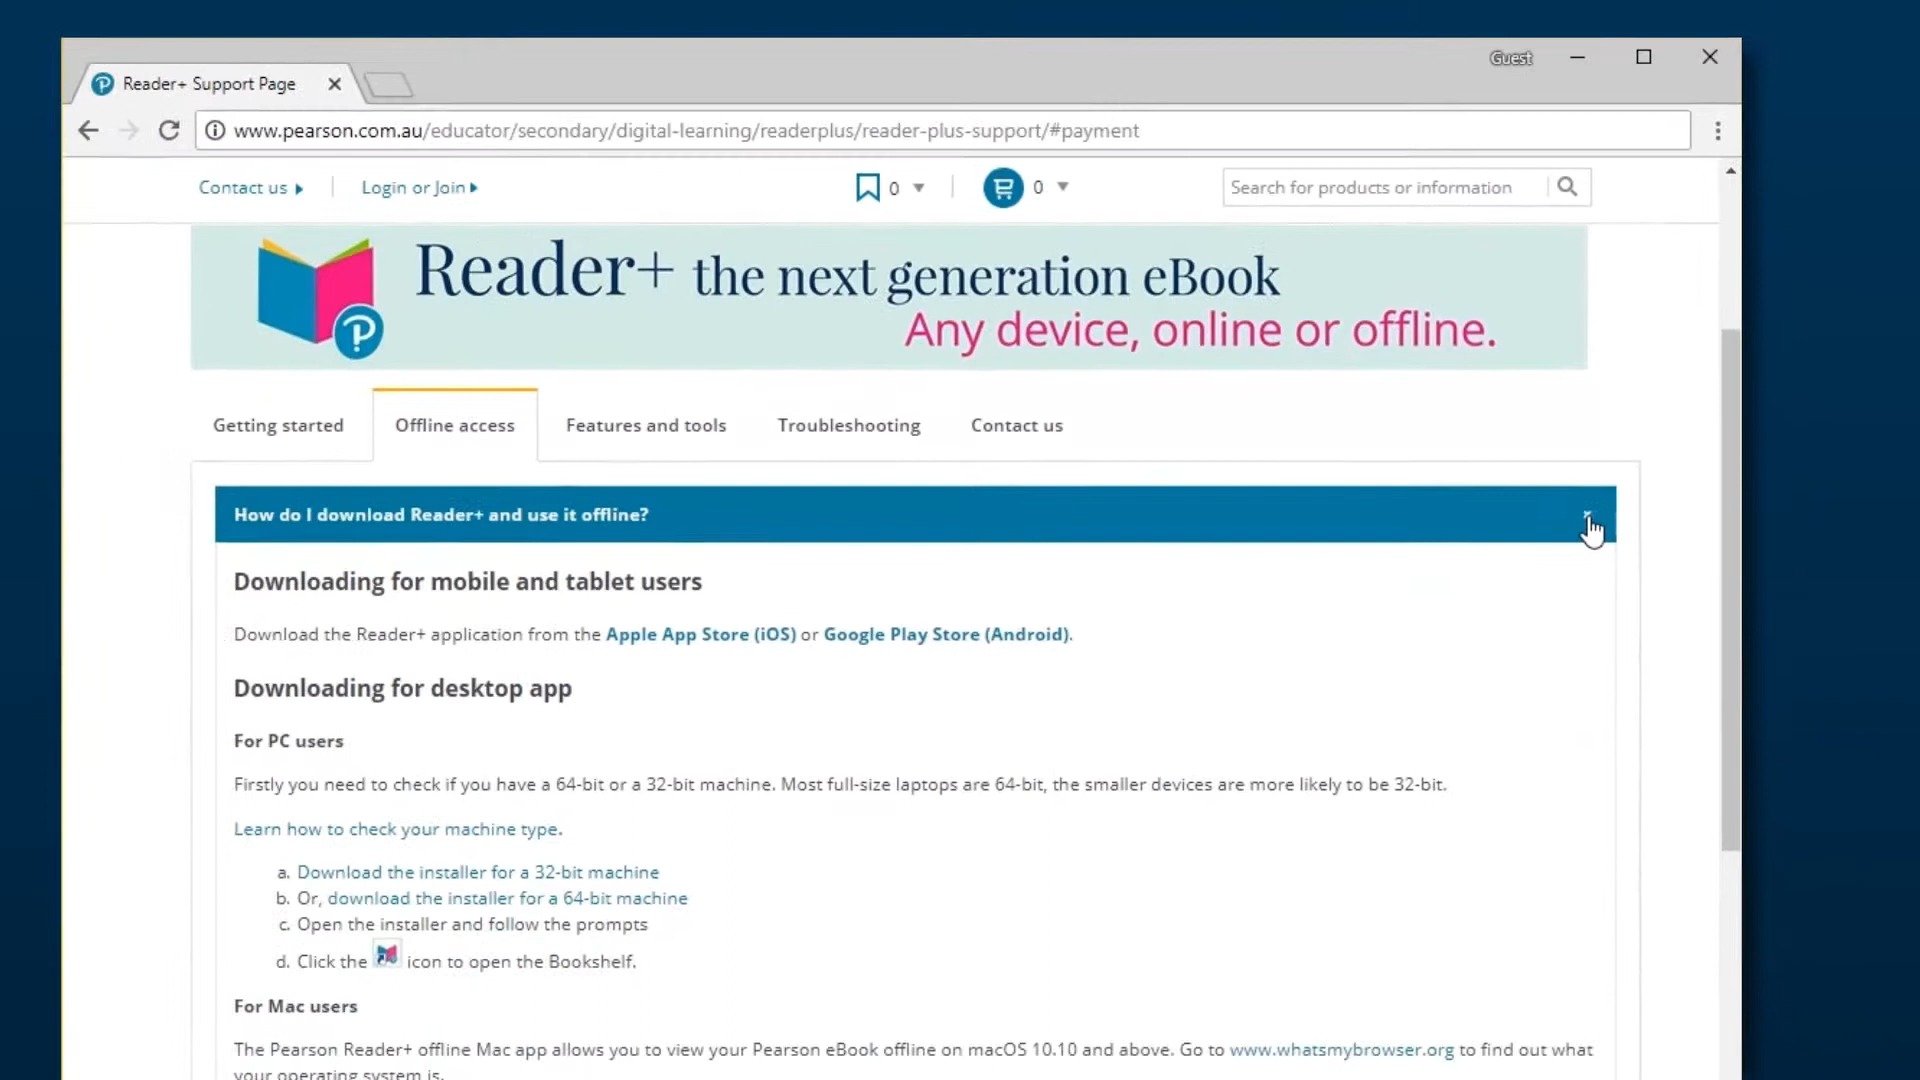 Guest
Reader+ Support Page
www.pearson.com.au/educator/secondary/digital-learning/readerplus/reader-plus-support/#payment
Contact us
Login or Join
0
0
Search for products or information
Reader+ the next generation eBook
Any device, online or offline.
Getting started
Offline access
Features and tools
Troubleshooting
Contact us
How do I download Reader+ and use it offline?
Downloading for mobile and tablet users
Download the Reader+ application from the Apple App Store (iOS) or Google Play Store (Android).
Downloading for desktop app
For PC users
Firstly you need to check if you have a 64-bit or a 32-bit machine. Most full-size laptops are 64-bit, the smaller devices are more likely to be 32-bit.
Learn how to check your machine type.
a. Download the installer for a 32-bit machine
b. Or, download the installer for a 64-bit machine
c. Open the installer and follow the prompts
d. Click the icon to open the Bookshelf.
For Mac users
The Pearson Reader+ offline Mac app allows you to view your Pearson eBook offline on macOS 10.10 and above. Go to www.whatsmybrowser.org to find out what
your operating system is.